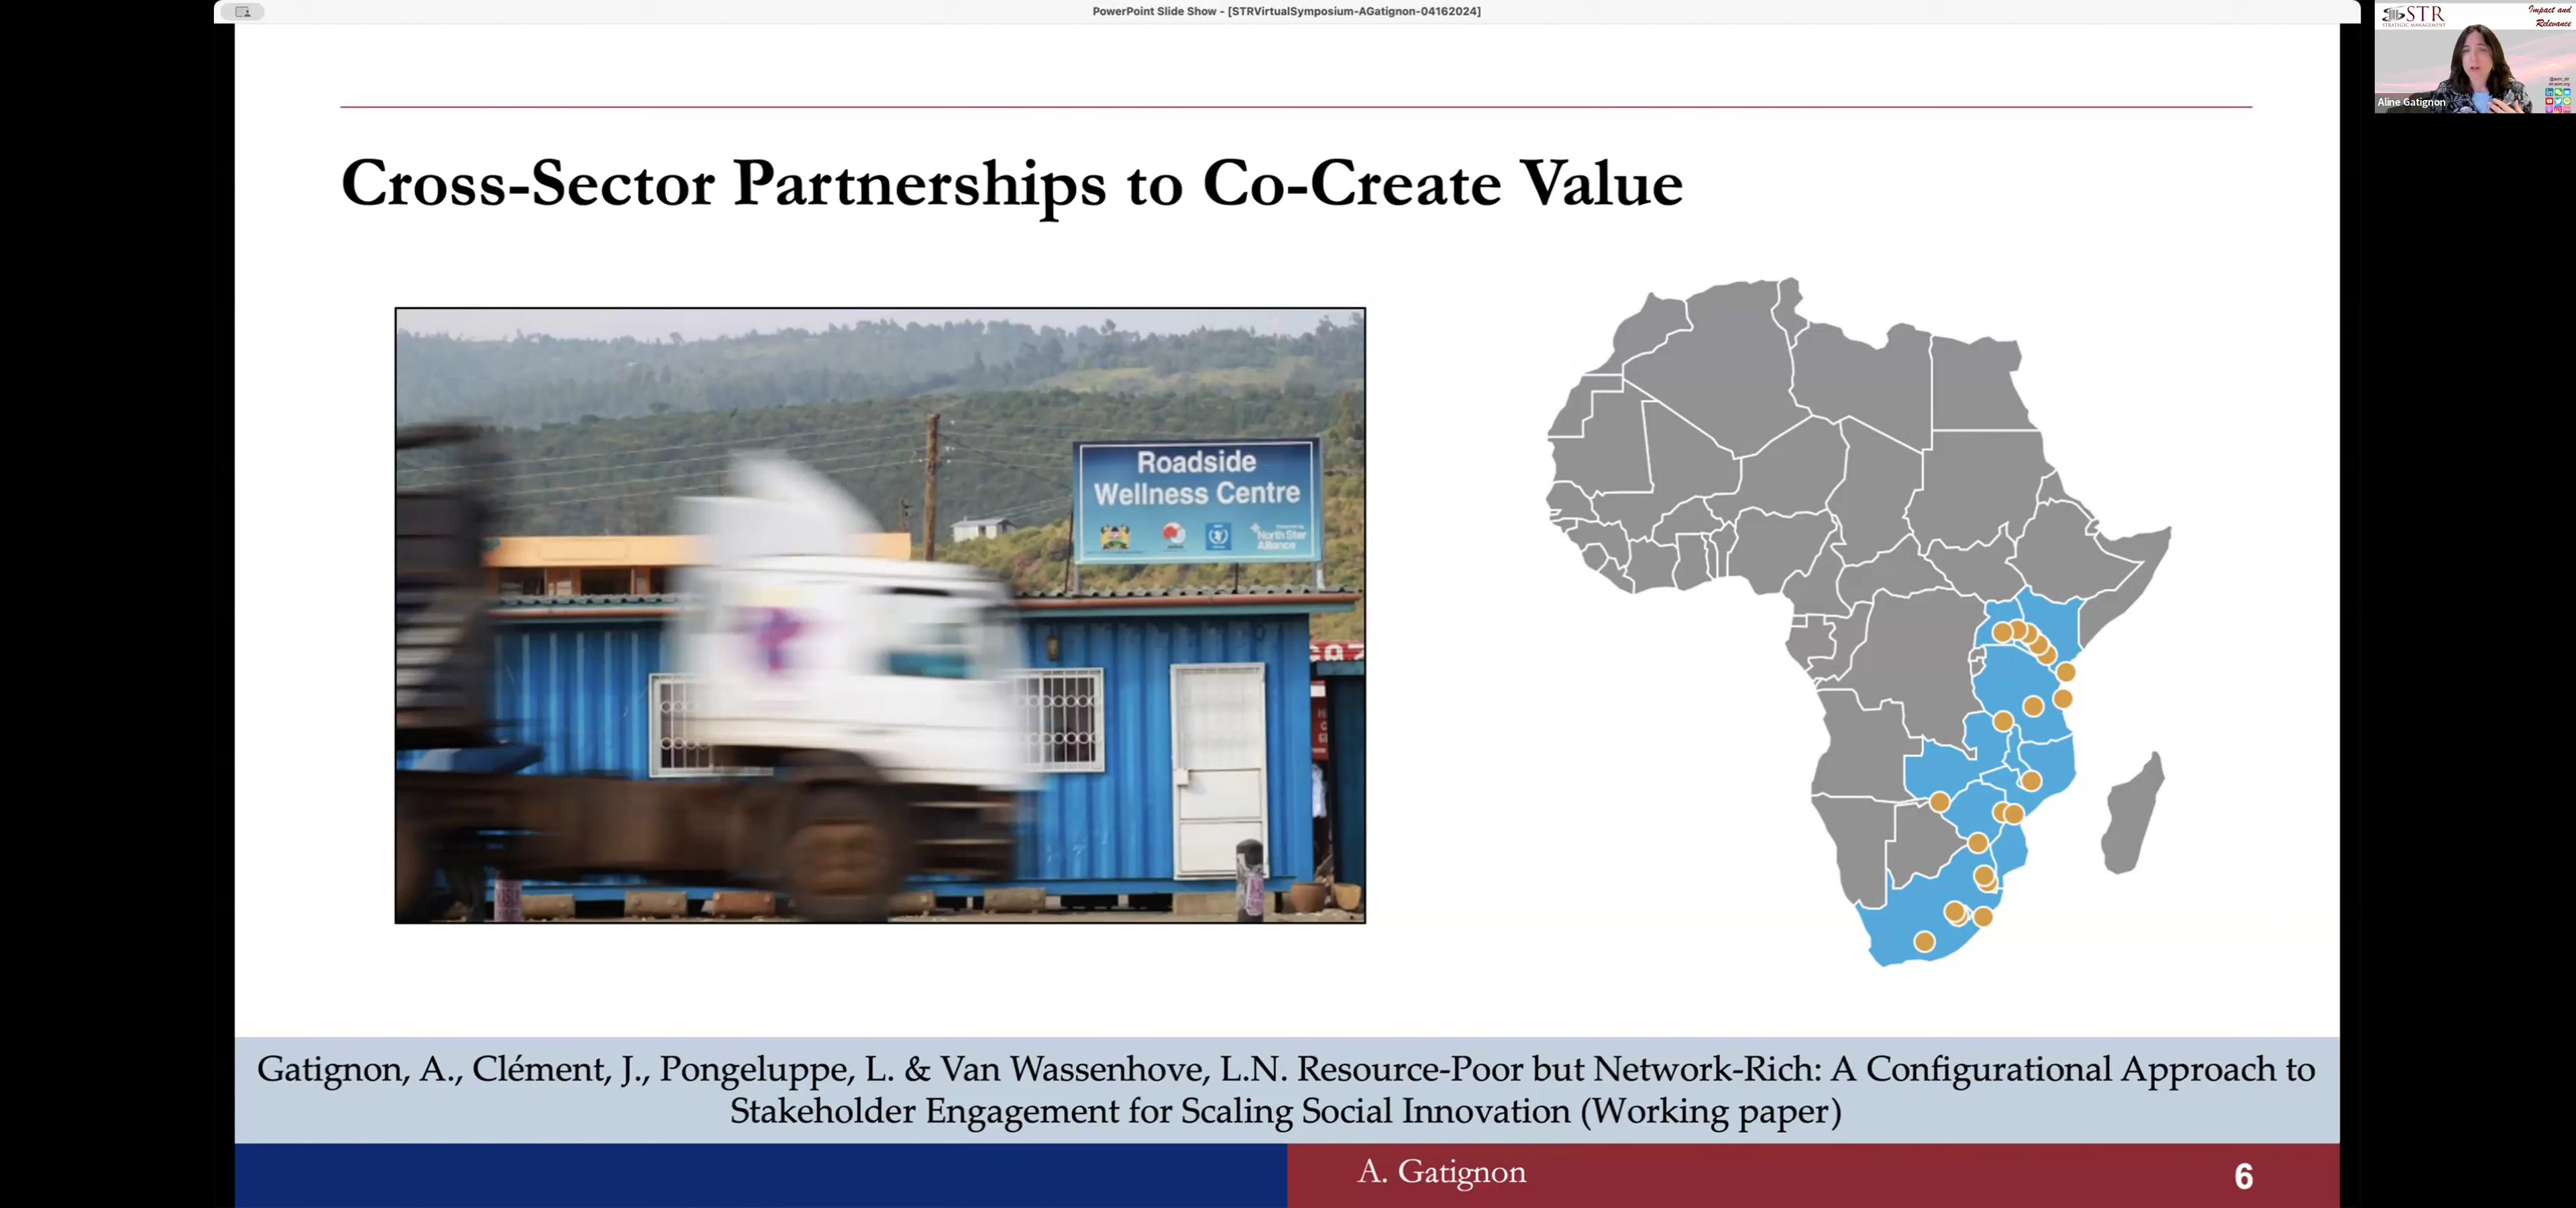 PowerPoint Slide Show - [STRVirtualSymposium-AGatignon-04162024]
STR
STRATEGIC MANAGEMENT
Impact and
Relevance
Aline Gatignon
Cross-Sector Partnerships to Co-Create Value
Roadside
Wellness Centre
North Star
Alliance
Gatignon, A., Clément, J., Pongeluppe, L. & Van Wassenhove, L.N. Resource-Poor but Network-Rich: A Configurational Approach to
Stakeholder Engagement for Scaling Social Innovation (Working paper)
A. Gatignon
6